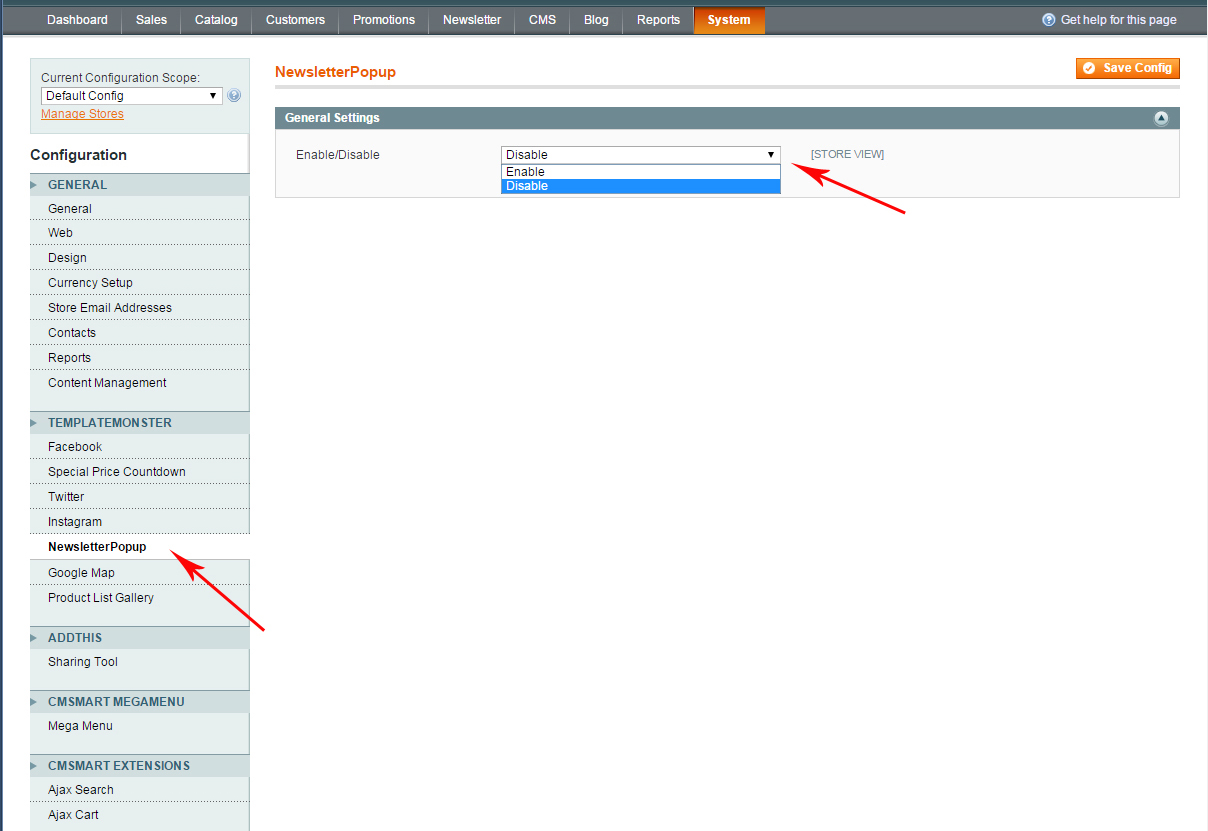 Dashboard Sales Catalog Customers Promotions Newsletter CMS Blog Reports System Get help for this page
Current Configuration Scope:
Default Config
Manage Stores
Configuration
GENERAL
General
Web
Design
Currency Setup
Store Email Addresses
Contacts
Reports
Content Management
TEMPLATEMONSTER
Facebook
Special Price Countdown
Twitter
Instagram
NewsletterPopup
Google Map
Product List Gallery
ADDTHIS
Sharing Tool
CMSMART MEGAMENU
Mega Menu
CMSMART EXTENSIONS
Ajax Search
Ajax Cart
NewsletterPopup
Save Config
General Settings
Enable/Disable
Disable
[STORE VIEW]
Enable
Disable